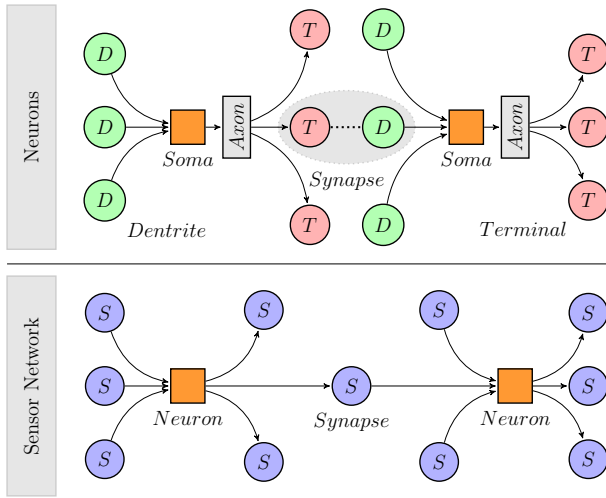 Neurons
D
D
D
Soma
Axon
T
T
T
D
D
D
Synapse
Soma
Axon
T
T
T
Dentrite
Terminal
Sensor Network
S
S
S
Neuron
S
S
S
Synapse
S
S
Neuron
S
S
S